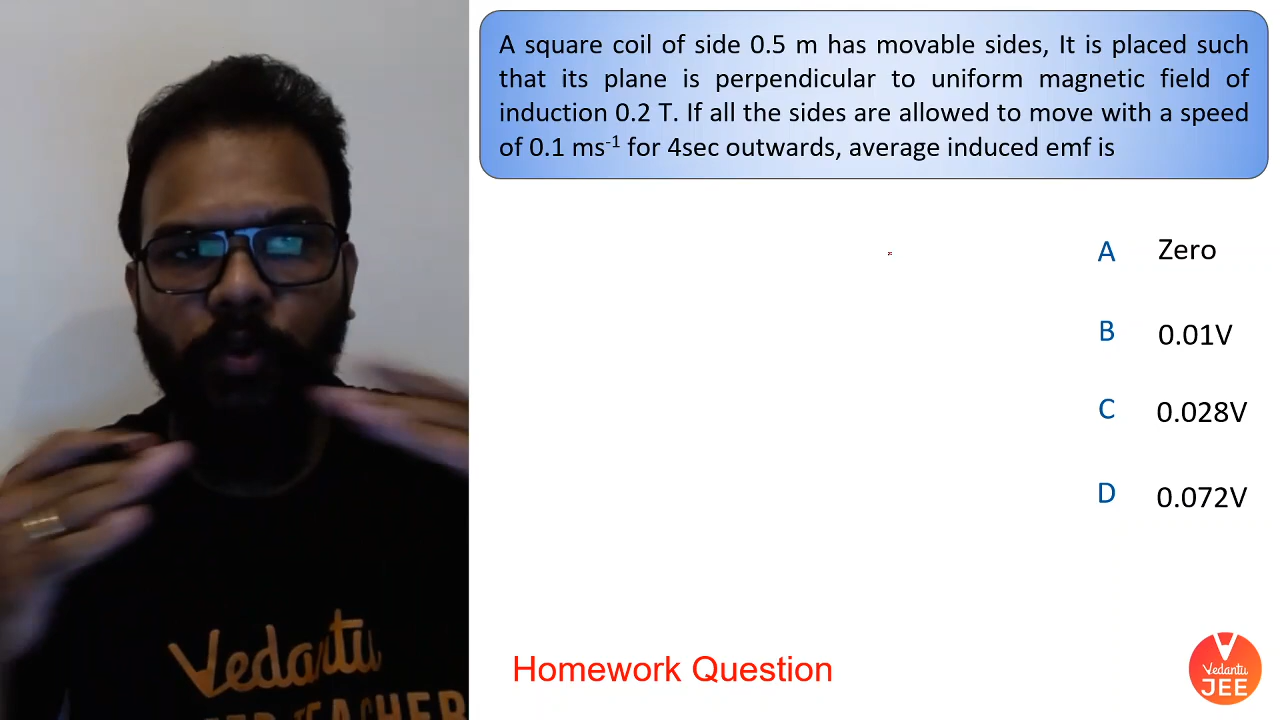 A square coil of side 0.5 m has movable sides, It is placed such
that its plane is perpendicular to uniform magnetic field of
induction 0.2 T. If all the sides are allowed to move with a speed
of 0.1 ms⁻¹ for 4sec outwards, average induced emf is
A Zero
B 0.01V
C 0.028V
D 0.072V
Vedantu
TEACHER
Homework Question
Vedantu
JEE